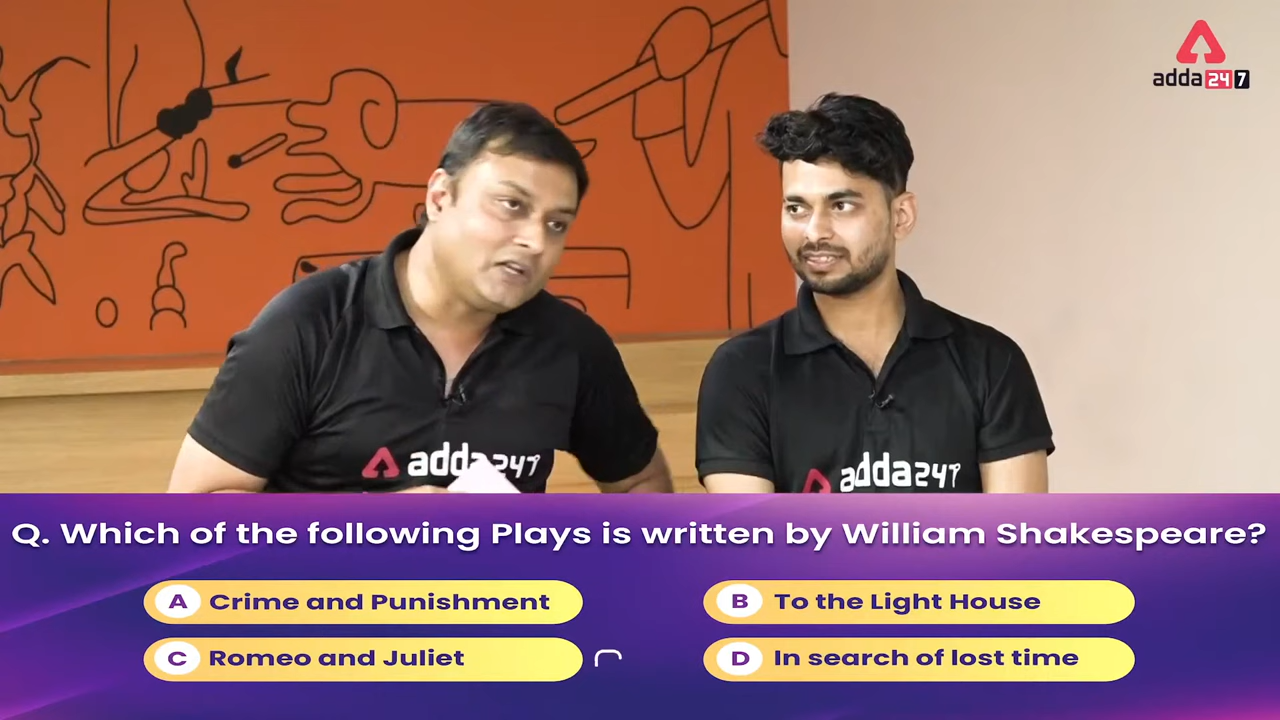 adda247
adda247
adda247
Q. Which of the following Plays is written by William Shakespeare?
A Crime and Punishment
B To the Light House
C Romeo and Juliet
D In search of lost time